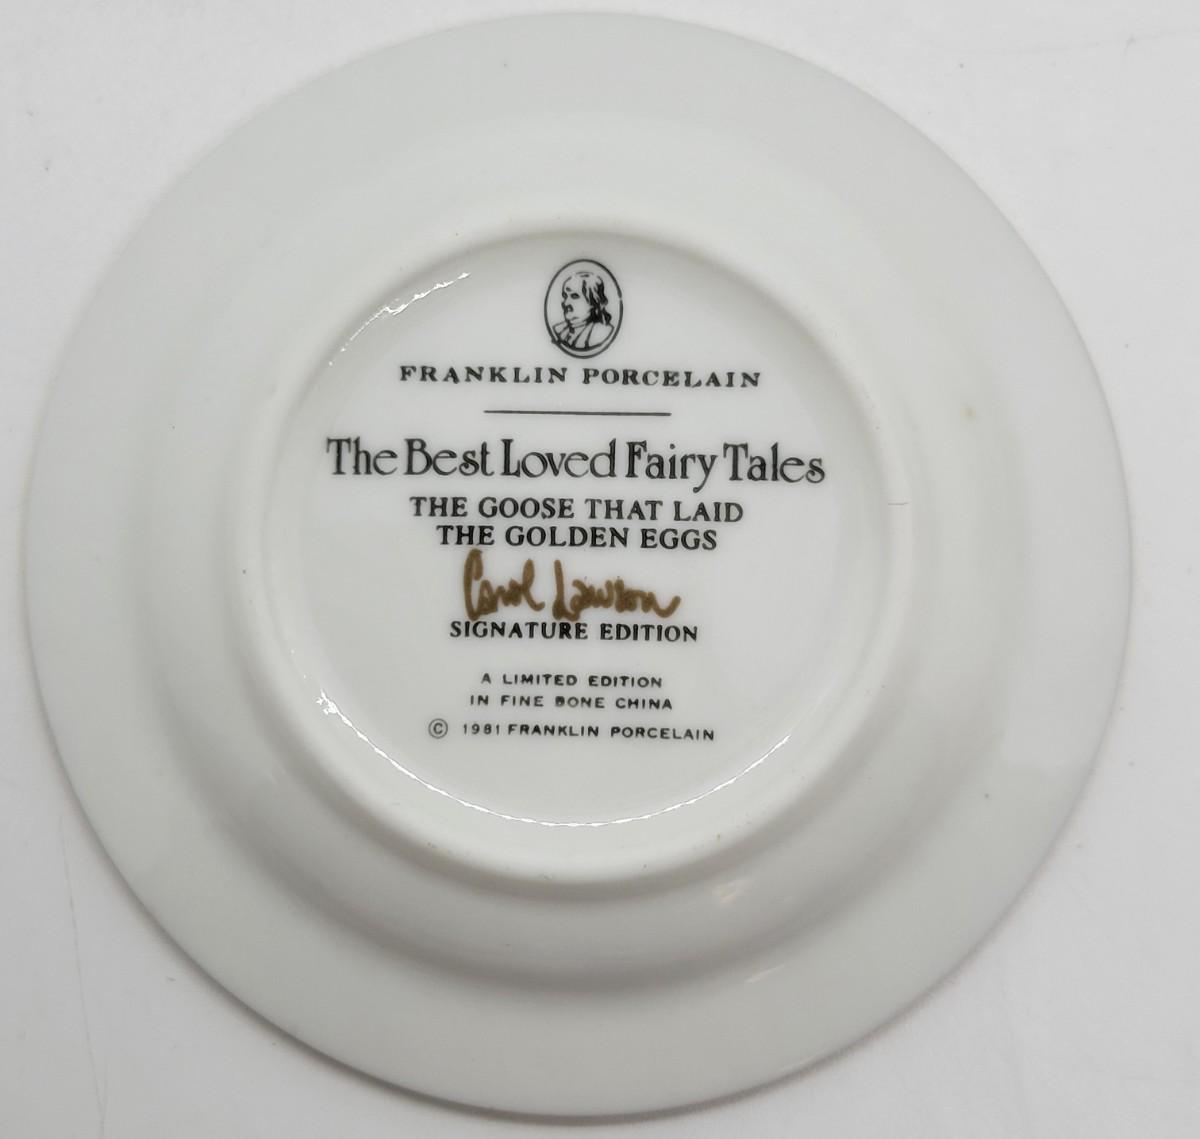 FRANKLIN PORCELAIN
The Best Loved Fairy Tales
THE GOOSE THAT LAID
THE GOLDEN EGGS
Carol Lawson
SIGNATURE EDITION
A LIMITED EDITION
IN FINE BONE CHINA
© 1981 FRANKLIN PORCELAIN